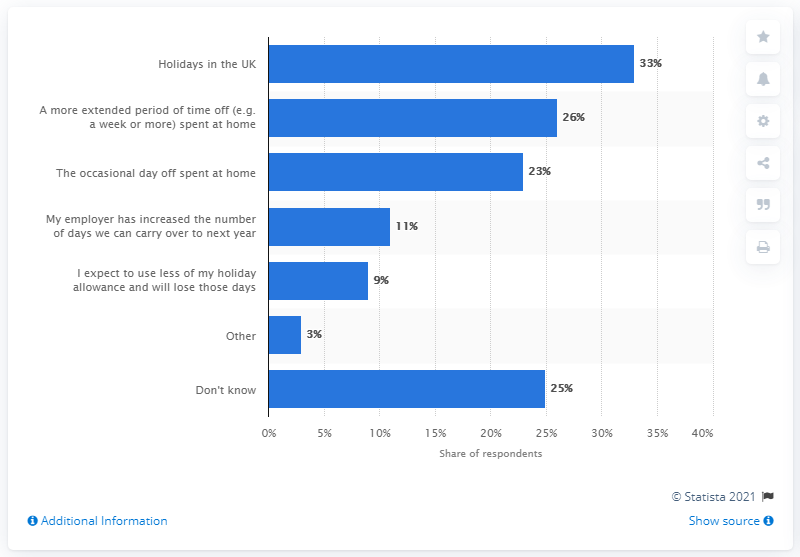 Holidays in the UK
33%
A more extended period of time off (e.g.
a week or more) spent at home
26%
The occasional day off spent at home
23%
My employer has increased the number
of days we can carry over to next year
11%
I expect to use less of my holiday
allowance and will lose those days
9%
Other
3%
Don't know
25%
0% 5% 10% 15% 20% 25% 30% 35% 40%
Share of respondents
© Statista 2021
Additional Information
Show source